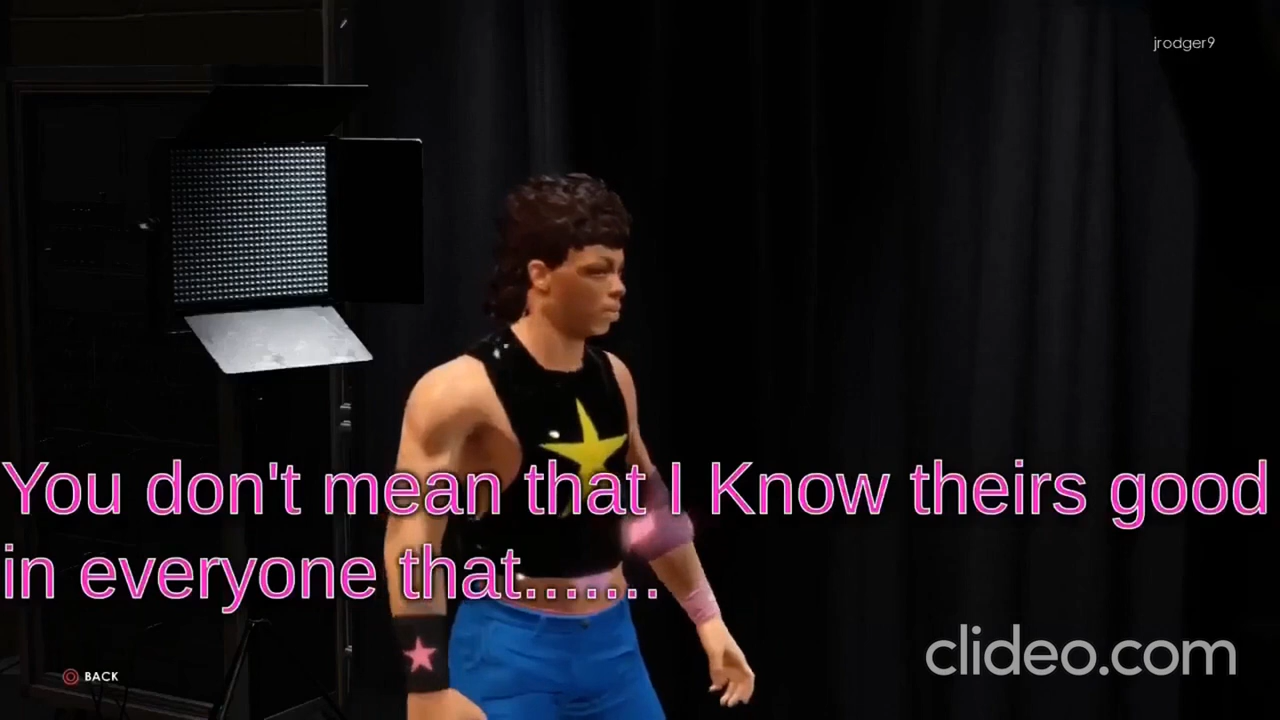 jrodger9
You don't mean that I Know theirs good
in everyone that.......
clideo.com
BACK